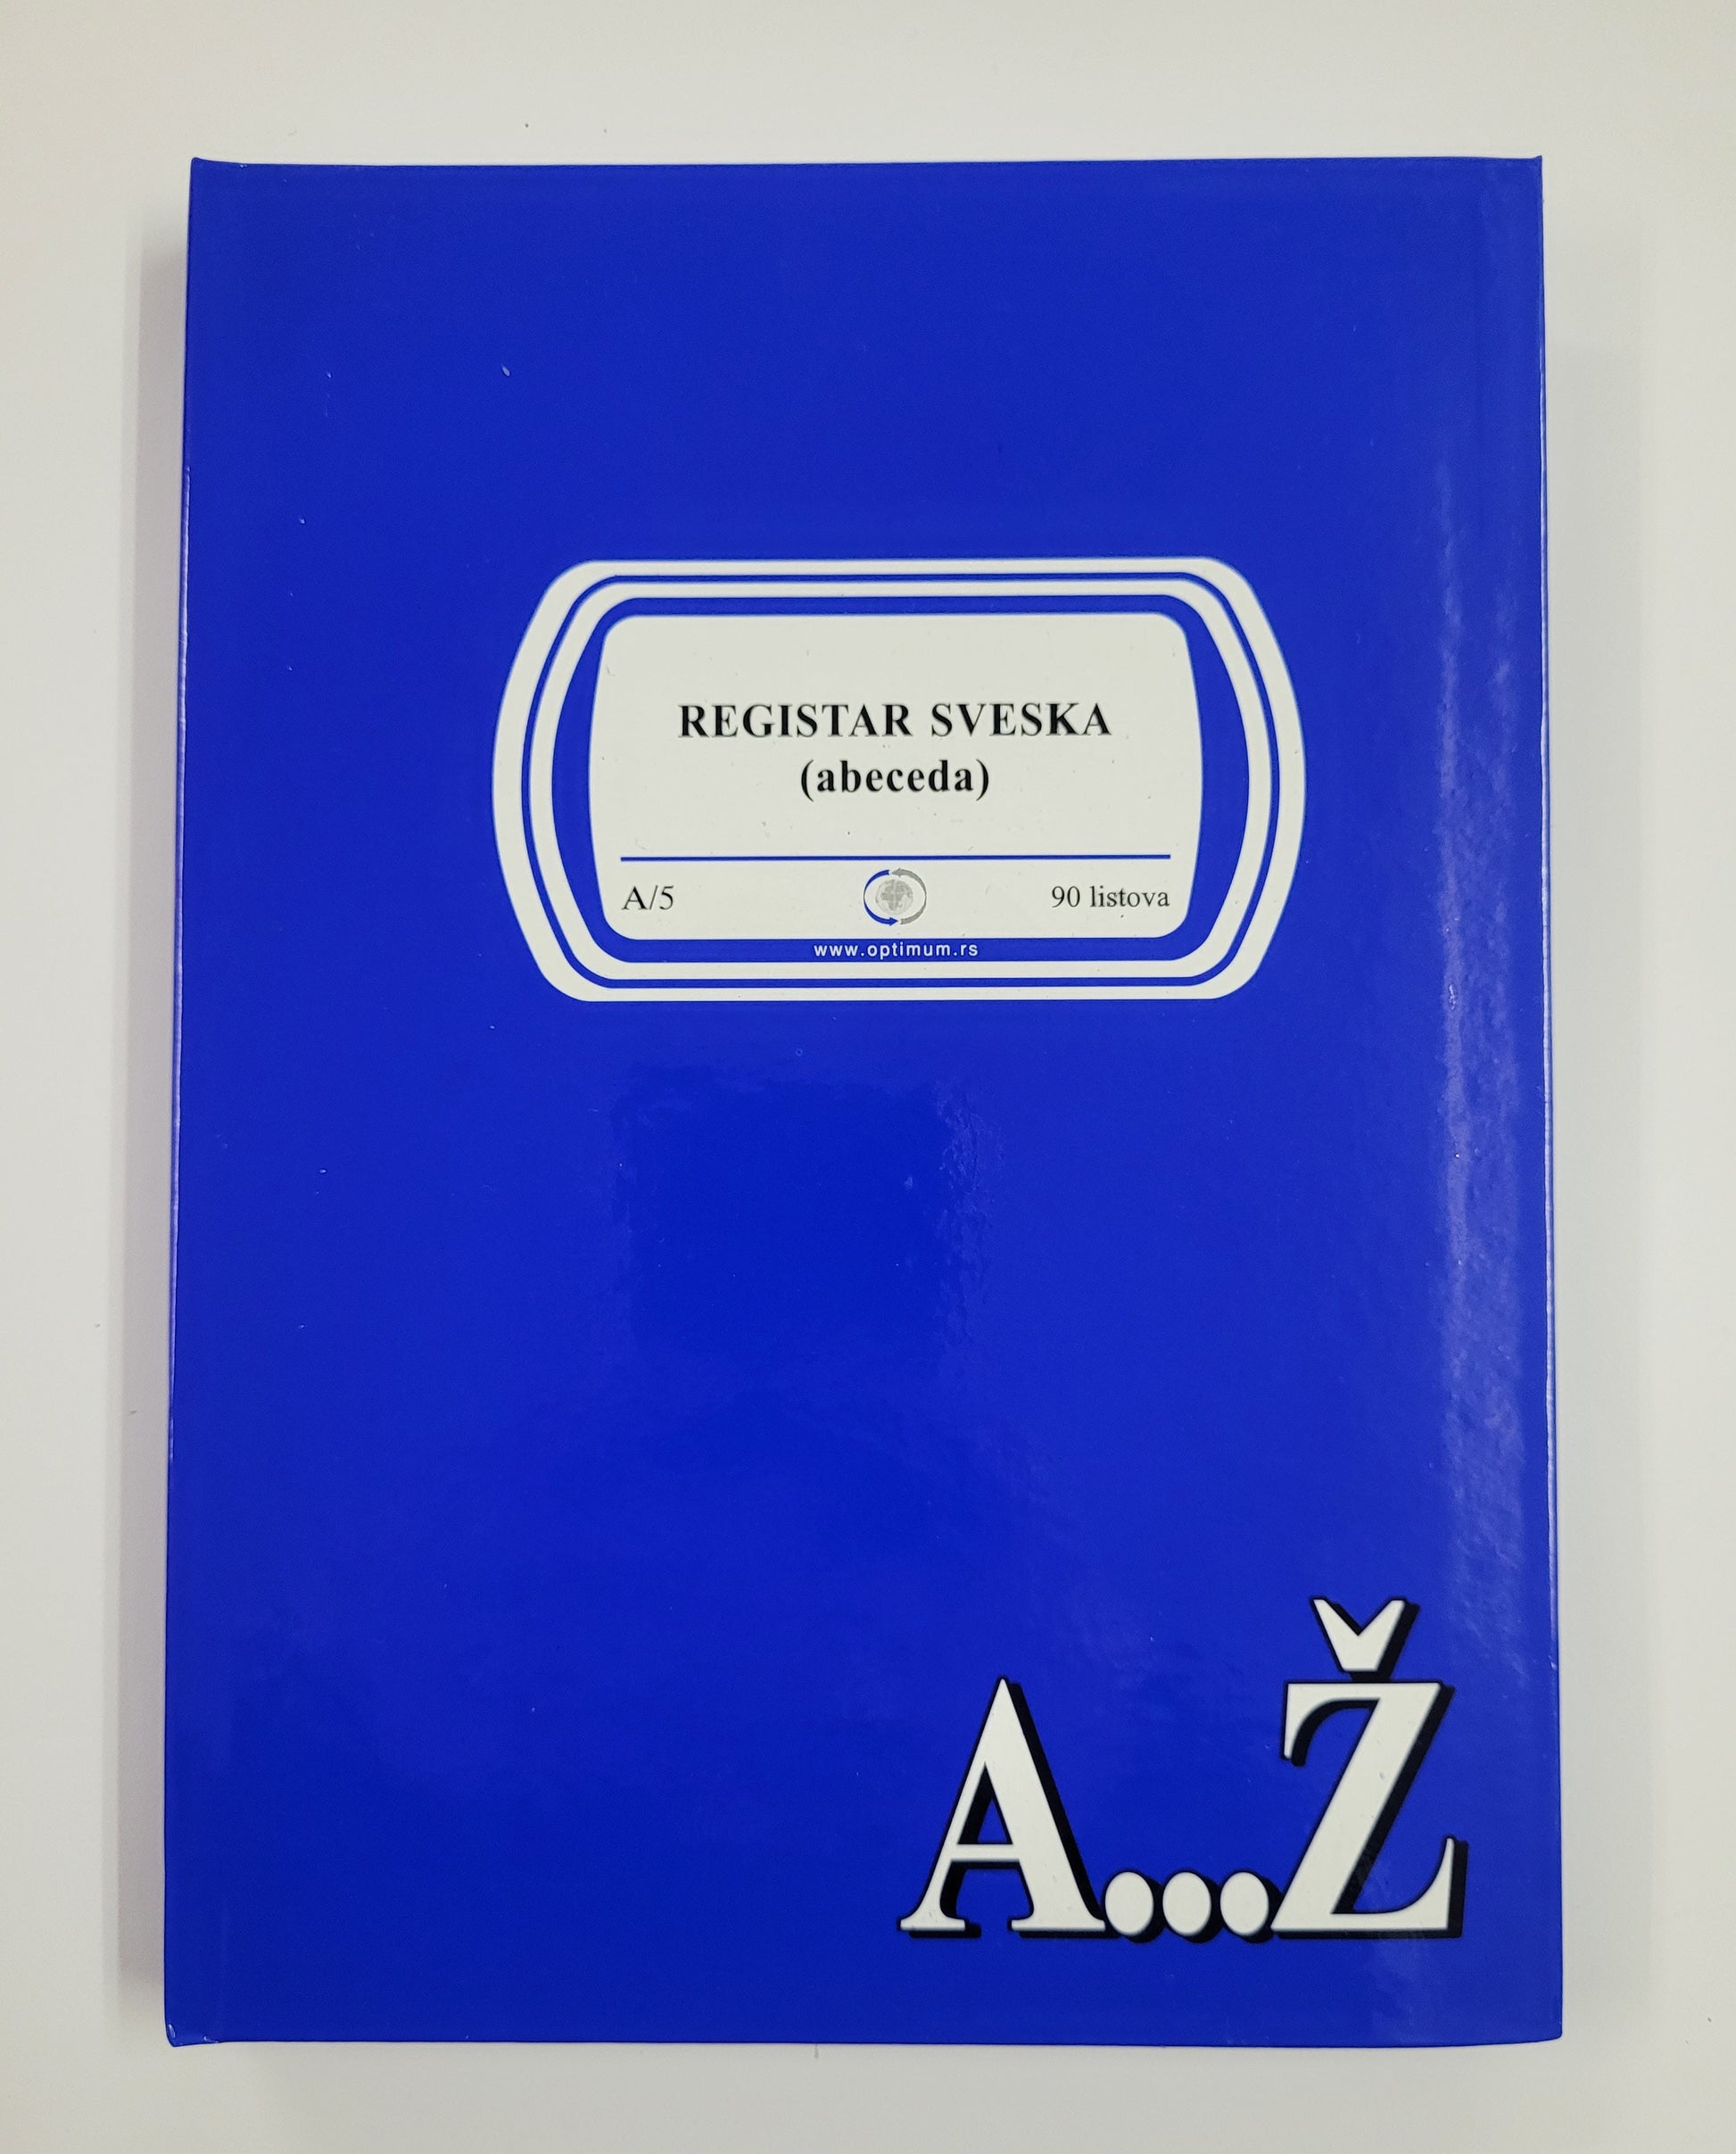 REGISTAR SVESKA
(abeceda)
A/5
90 listova
www.optimum.rs
A...Ž